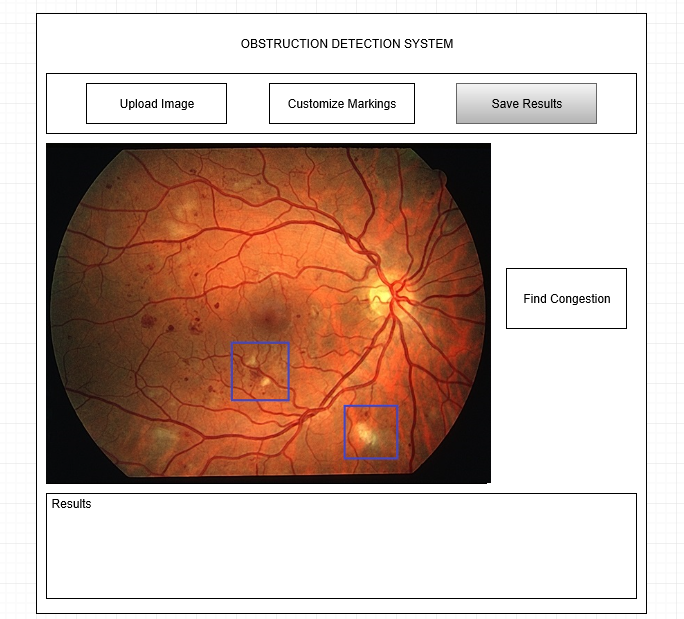 OBSTRUCTION DETECTION SYSTEM
Upload Image
Customize Markings
Save Results
Find Congestion
Results